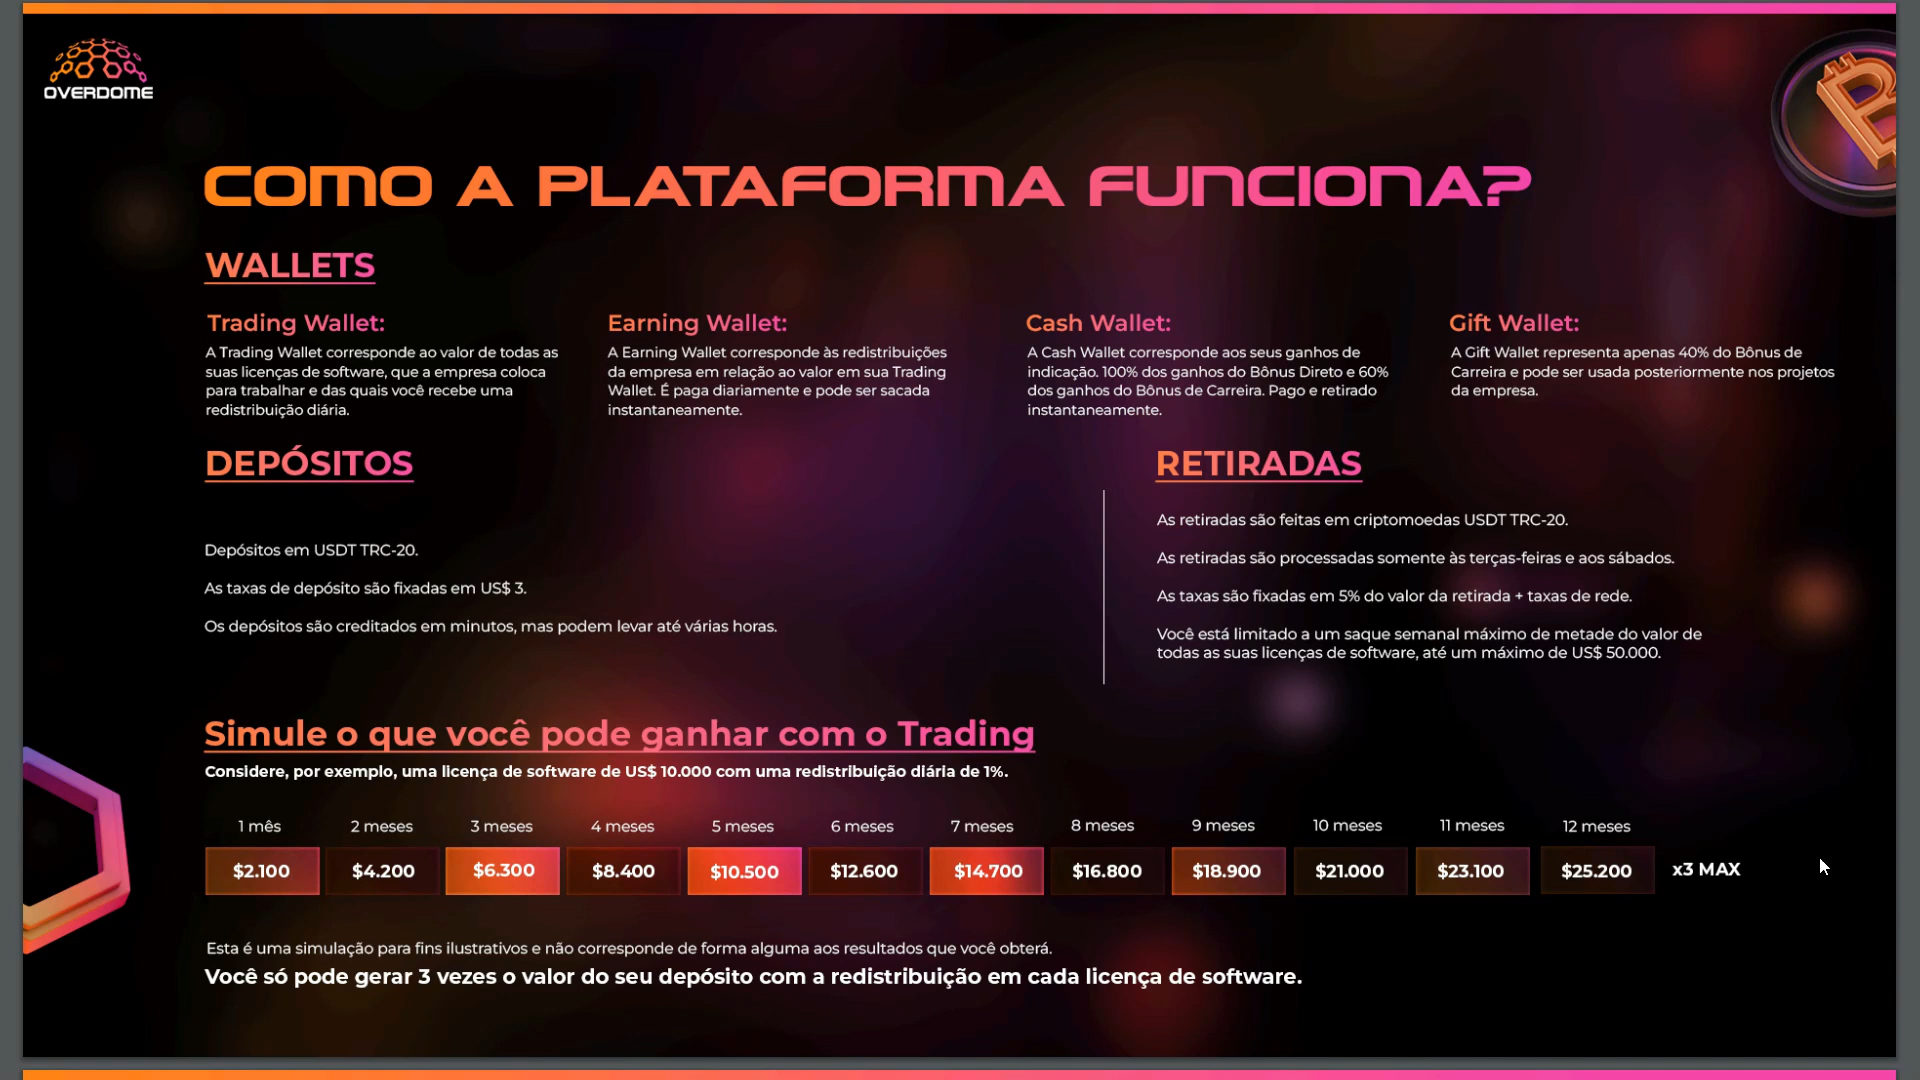 OVERDOME
COMO A PLATAFORMA FUNCIONA?
WALLETS
Trading Wallet:
A Trading Wallet corresponde ao valor de todas as
suas licenças de software, que a empresa coloca
para trabalhar e das quais você recebe uma
redistribuição diária.
Earning Wallet:
A Earning Wallet corresponde às redistribuições
da empresa em relação ao valor em sua Trading
Wallet. É paga diariamente e pode ser sacada
instantaneamente.
Cash Wallet:
A Cash Wallet corresponde aos seus ganhos de
indicação. 100% dos ganhos do Bônus Direto e 60%
dos ganhos do Bônus de Carreira. Pago e retirado
instantaneamente.
Gift Wallet:
A Gift Wallet representa apenas 40% do Bônus de
Carreira e pode ser usada posteriormente nos projetos
da empresa.
DEPÓSITOS
Depósitos em USDT TRC-20.
As taxas de depósito são fixadas em US$ 3.
Os depósitos são creditados em minutos, mas podem levar até várias horas.
RETIRADAS
As retiradas são feitas em criptomoedas USDT TRC-20.
As retiradas são processadas somente às terças-feiras e aos sábados.
As taxas são fixadas em 5% do valor da retirada + taxas de rede.
Você está limitado a um saque semanal máximo de metade do valor de
todas as suas licenças de software, até um máximo de US$ 50.000.
Simule o que você pode ganhar com o Trading
Considere, por exemplo, uma licença de software de US$ 10.000 com uma redistribuição diária de 1%.
1 mês 2 meses 3 meses 4 meses 5 meses 6 meses 7 meses 8 meses 9 meses 10 meses 11 meses 12 meses
$2.100 $4.200 $6.300 $8.400 $10.500 $12.600 $14.700 $16.800 $18.900 $21.000 $23.100 $25.200 x3 MAX
Esta é uma simulação para fins ilustrativos e não corresponde de forma alguma aos resultados que você obterá.
Você só pode gerar 3 vezes o valor do seu depósito com a redistribuição em cada licença de software.